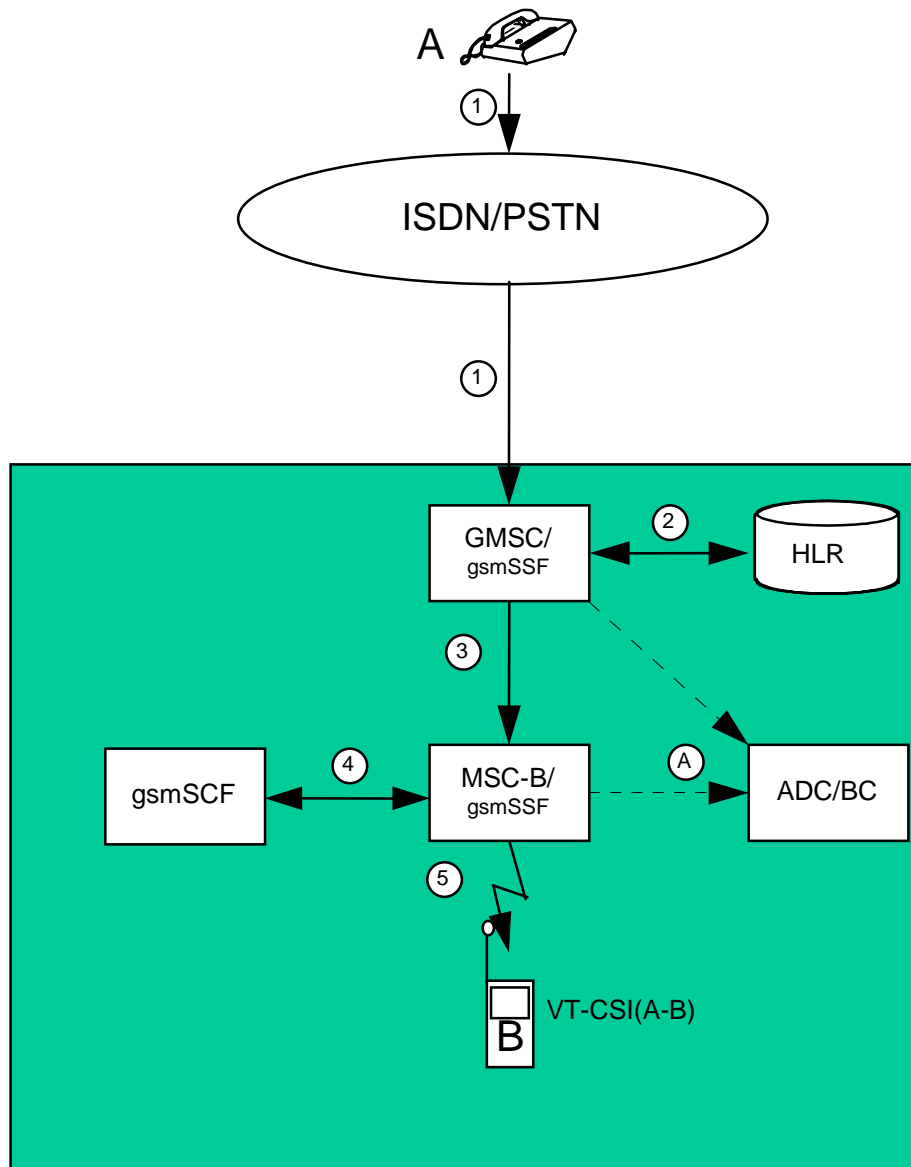 A
1
ISDN/PSTN
1
GMSC/
gsmSSF
2
HLR
3
gsmSCF
4
MSC-B/
gsmSSF
A
ADC/BC
5
B
VT-CSI(A-B)